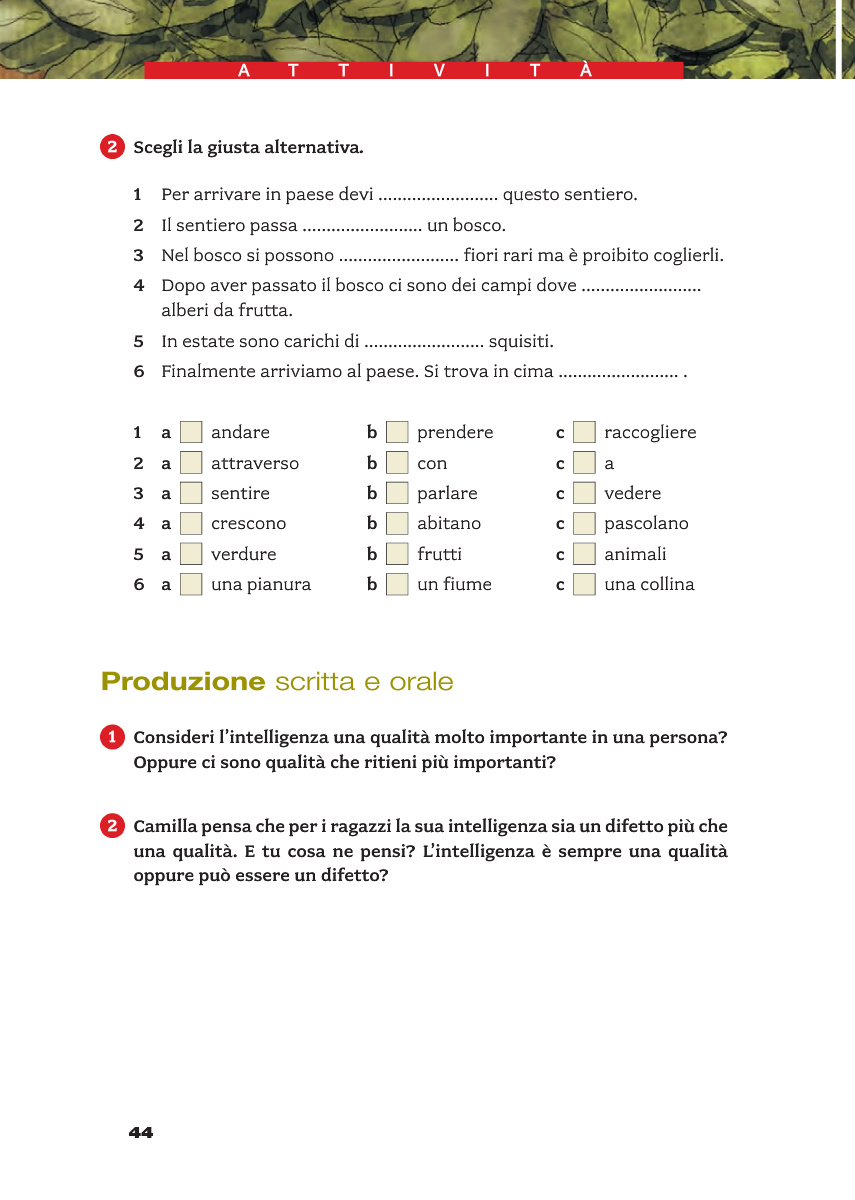 ATTIVITÀ
2 Scegli la giusta alternativa.
1 Per arrivare in paese devi ......................... questo sentiero.
2 Il sentiero passa ......................... un bosco.
3 Nel bosco si possono ......................... fiori rari ma è proibito coglierli.
4 Dopo aver passato il bosco ci sono dei campi dove .........................
alberi da frutta.
5 In estate sono carichi di ......................... squisiti.
6 Finalmente arriviamo al paese. Si trova in cima ......................... .
1 a andare b prendere c raccogliere
2 a attraverso b con c a
3 a sentire b parlare c vedere
4 a crescono b abitano c pascolano
5 a verdure b frutti c animali
6 a una pianura b un fiume c una collina
Produzione scritta e orale
1 Consideri l'intelligenza una qualità molto importante in una persona?
Oppure ci sono qualità che ritieni più importanti?
2 Camilla pensa che per i ragazzi la sua intelligenza sia un difetto più che
una qualità. E tu cosa ne pensi? L'intelligenza è sempre una qualità
oppure può essere un difetto?
44